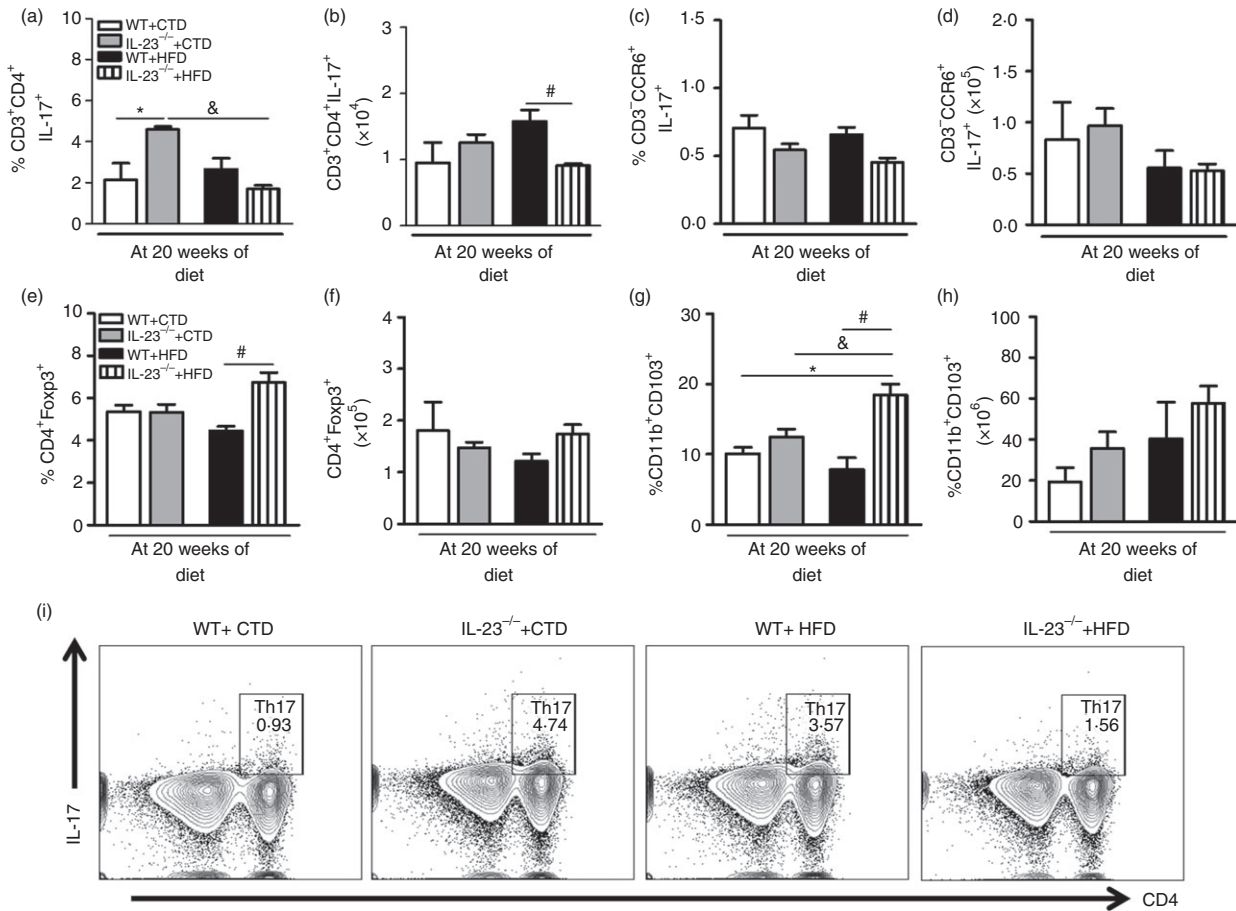 (a)
10
8
6
4
2
0
% CD3⁺CD4⁺
IL-17⁺
WT+CTD
IL-23⁻/⁻+CTD
WT+HFD
IL-23⁻/⁻+HFD
*
&
At 20 weeks of
diet
(b)
3
2
1
0
CD3⁺CD4⁺IL-17⁺
(×10⁴)
#
At 20 weeks of
diet
(c)
1·5
1·0
0·5
0·0
% CD3⁻CCR6⁺
IL-17⁺
At 20 weeks of
diet
(d)
2·0
1·5
1·0
0·5
0·0
CD3⁻CCR6⁺
IL-17⁺ (×10⁵)
At 20 weeks of
diet
(e)
10
8
6
4
2
0
% CD4⁺Foxp3⁺
WT+CTD
IL-23⁻/⁻+CTD
WT+HFD
IL-23⁻/⁻+HFD
#
At 20 weeks of
diet
(f)
5
4
3
2
1
0
CD4⁺Foxp3⁺
(×10⁵)
At 20 weeks of
diet
(g)
30
20
10
0
%CD11b⁺CD103⁺
#
&
*
At 20 weeks of
diet
(h)
100
80
60
40
20
0
%CD11b⁺CD103⁺
(×10⁶)
At 20 weeks of
diet
(i)
WT+ CTD
IL-23⁻/⁻+CTD
WT+ HFD
IL-23⁻/⁻+HFD
Th17
0·93
Th17
4·74
Th17
3·57
Th17
1·56
IL-17
CD4